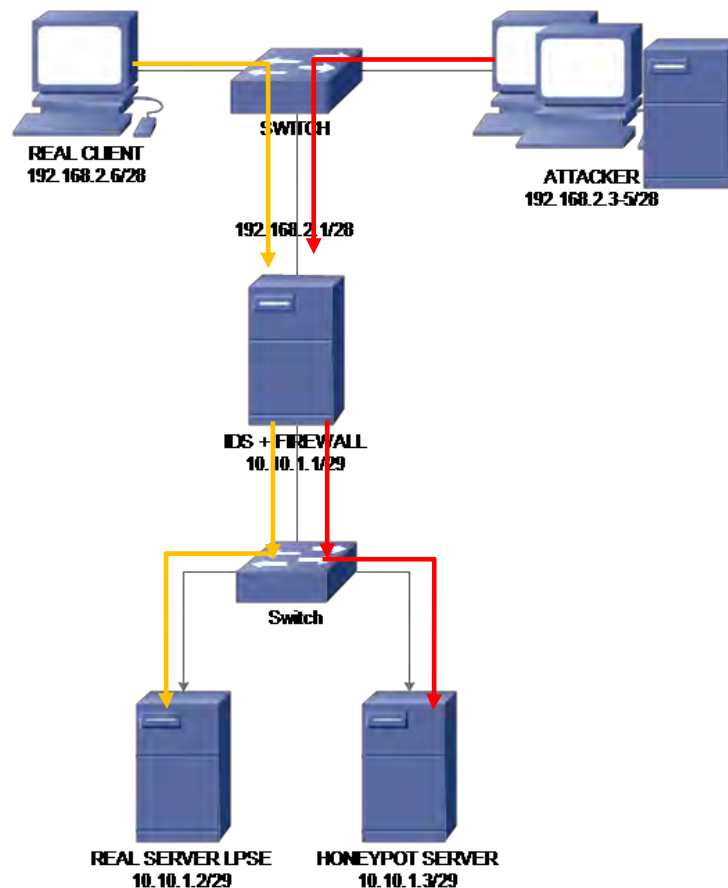 SWITCH
REAL CLIENT
192.168.2.6/28
ATTACKER
192.168.2.3-5/28
192.168.2.1/28
IDS + FIREWALL
10.10.1.1/29
Switch
REAL SERVER LPSE
10.10.1.2/29
HONEYPOT SERVER
10.10.1.3/29